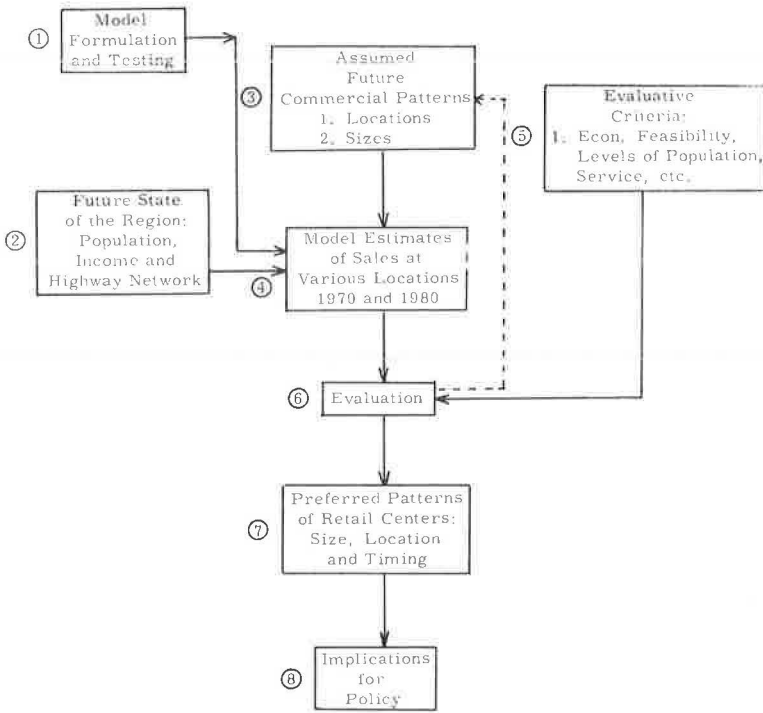 ①
Model
Formulation
and Testing
③
Assumed
Future
Commercial Patterns
1. Locations
2. Sizes
⑤
Evaluative
Criteria:
1. Econ. Feasibility,
Levels of Population,
Service, etc.
②
Future State
of the Region:
Population,
Income and
Highway Network
④
Model Estimates
of Sales at
Various Locations
1970 and 1980
⑥
Evaluation
⑦
Preferred Patterns
of Retail Centers:
Size, Location
and Timing
⑧
Implications
for
Policy